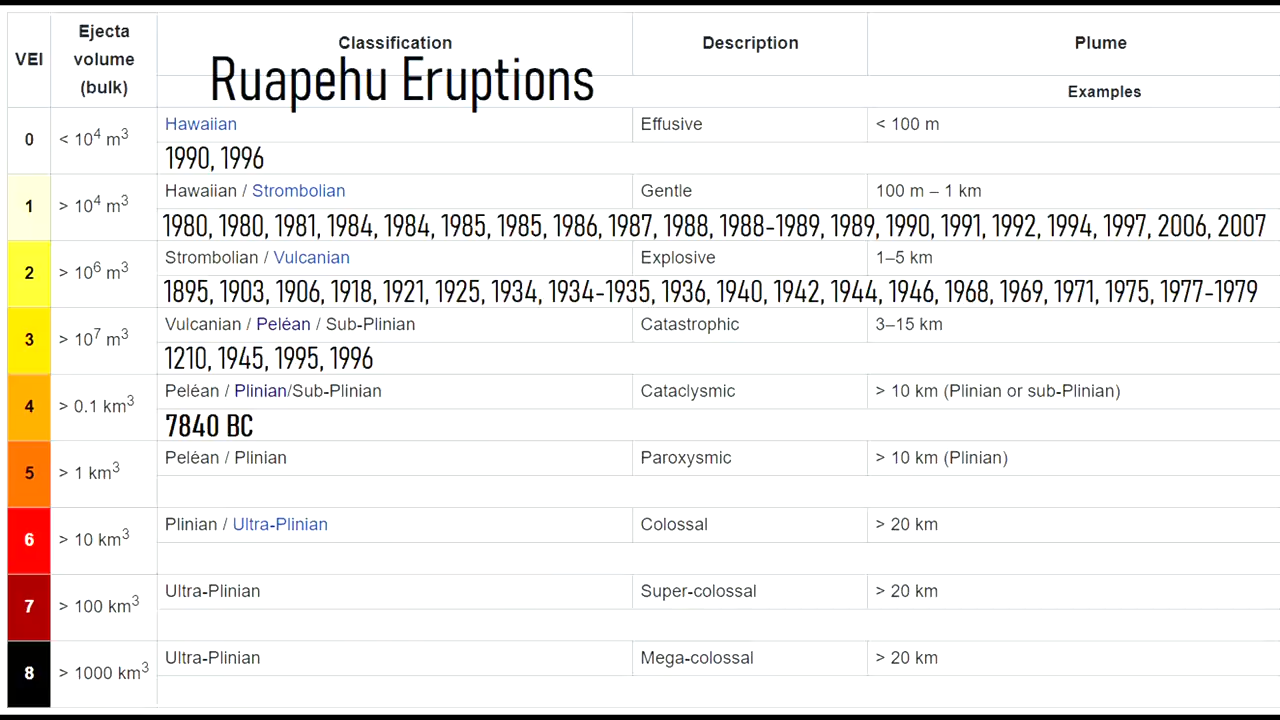 VEI Ejecta volume (bulk) Classification Description Plume
Ruapehu Eruptions
Examples
0 < 10⁴ m³ Hawaiian Effusive < 100 m
1990, 1996
1 > 10⁴ m³ Hawaiian / Strombolian Gentle 100 m – 1 km
1980, 1980, 1981, 1984, 1984, 1985, 1985, 1986, 1987, 1988, 1988-1989, 1989, 1990, 1991, 1992, 1994, 1997, 2006, 2007
2 > 10⁶ m³ Strombolian / Vulcanian Explosive 1–5 km
1895, 1903, 1906, 1918, 1921, 1925, 1934, 1934-1935, 1936, 1940, 1942, 1944, 1946, 1968, 1969, 1971, 1975, 1977-1979
3 > 10⁷ m³ Vulcanian / Peléan / Sub-Plinian Catastrophic 3–15 km
1210, 1945, 1995, 1996
4 > 0.1 km³ Peléan / Plinian/Sub-Plinian Cataclysmic > 10 km (Plinian or sub-Plinian)
7840 BC
5 > 1 km³ Peléan / Plinian Paroxysmic > 10 km (Plinian)
6 > 10 km³ Plinian / Ultra-Plinian Colossal > 20 km
7 > 100 km³ Ultra-Plinian Super-colossal > 20 km
8 > 1000 km³ Ultra-Plinian Mega-colossal > 20 km